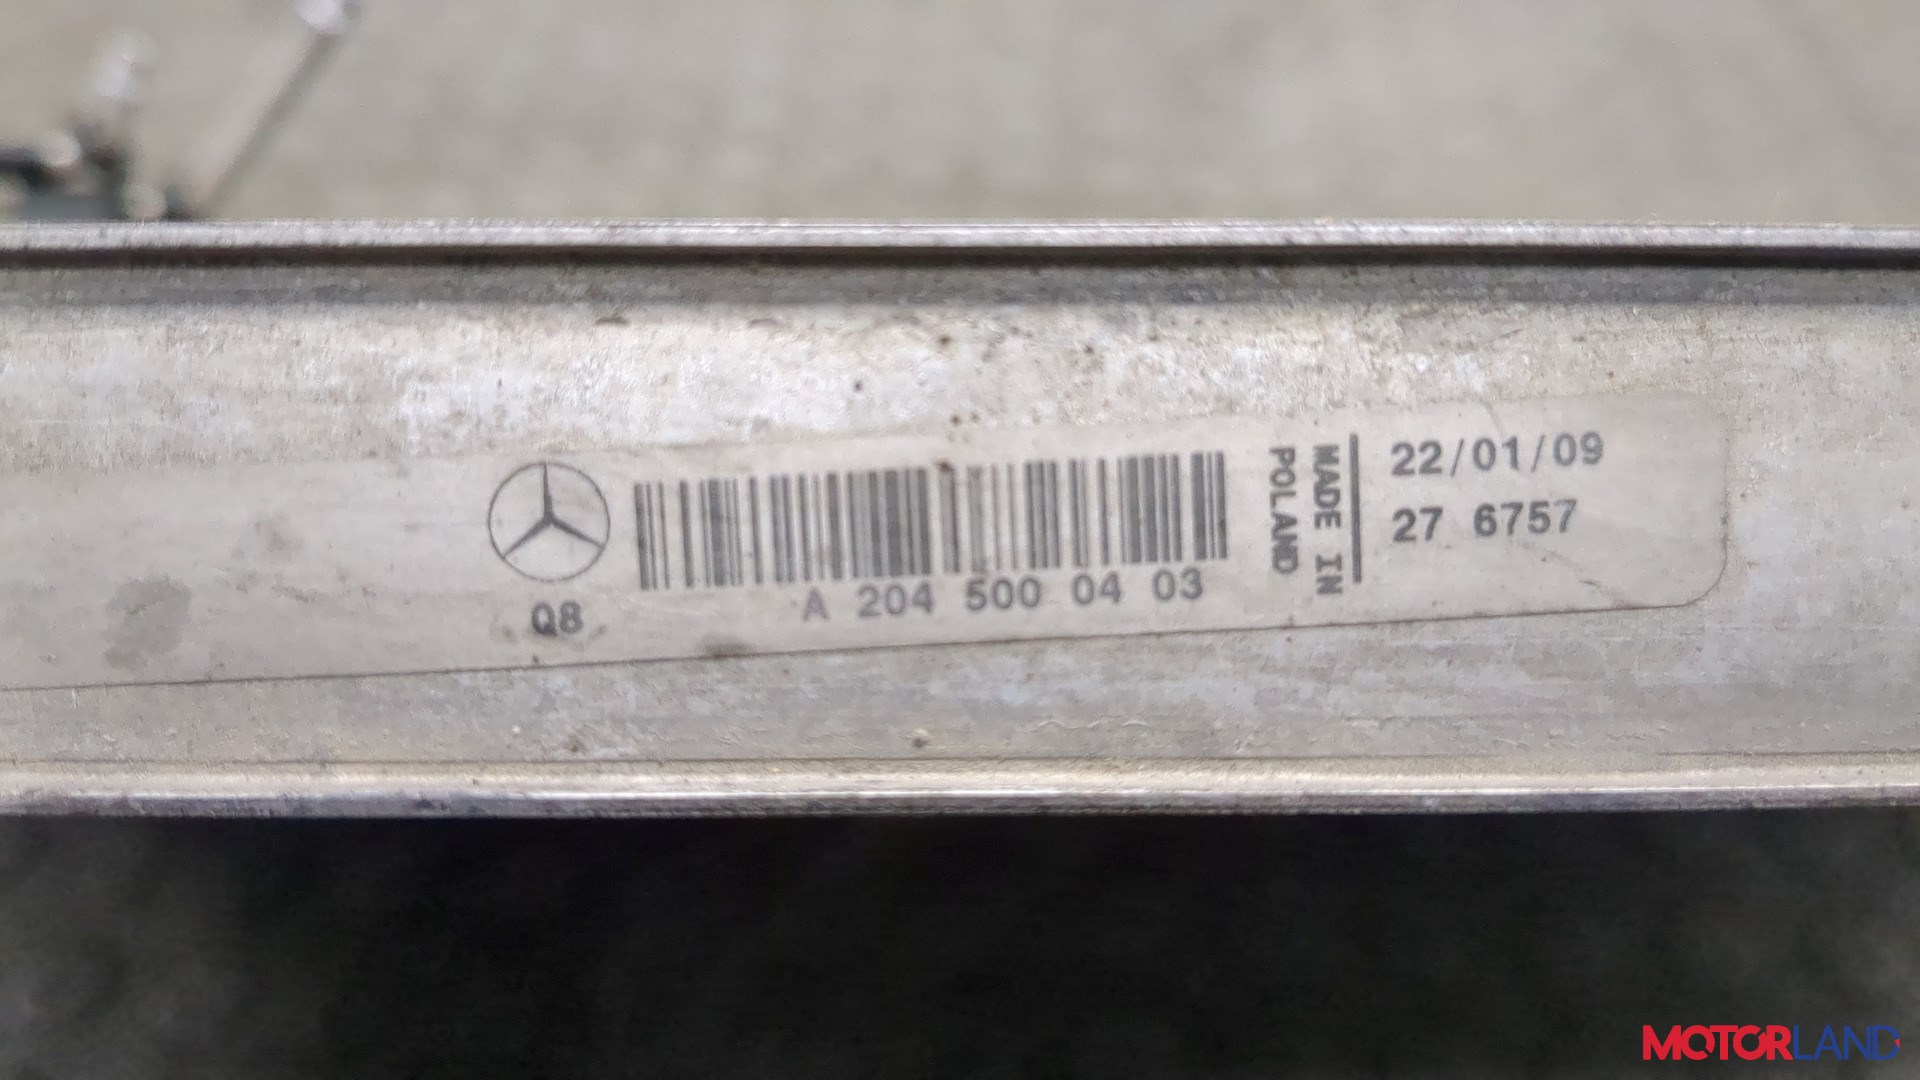 Q8
A 204 500 04 03
MADE IN
POLAND
22/01/09
27 6757
MOTORLAND